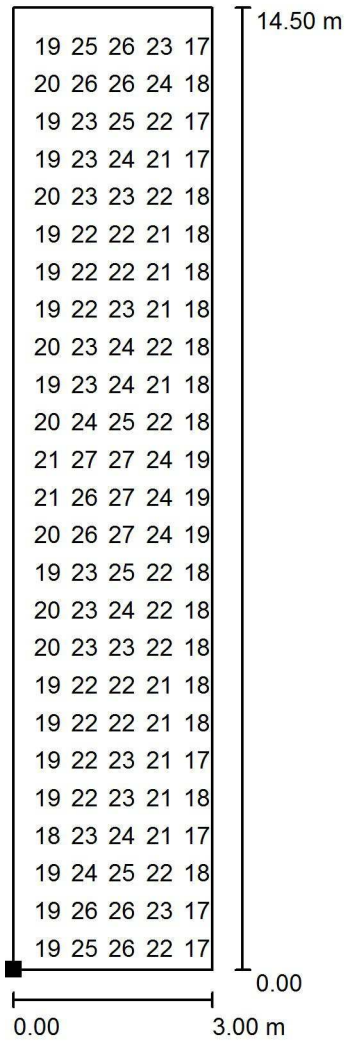 14.50 m
19 25 26 23 17
20 26 26 24 18
19 23 25 22 17
19 23 24 21 17
20 23 23 22 18
19 22 22 21 18
19 22 22 21 18
19 22 23 21 18
20 23 24 22 18
19 23 24 21 18
20 24 25 22 18
21 27 27 24 19
21 26 27 24 19
20 26 27 24 19
19 23 25 22 18
20 23 24 22 18
20 23 23 22 18
19 22 22 21 18
19 22 22 21 18
19 22 23 21 17
19 22 23 21 18
18 23 24 21 17
19 24 25 22 18
19 26 26 23 17
19 25 26 22 17
0.00
0.00 3.00 m